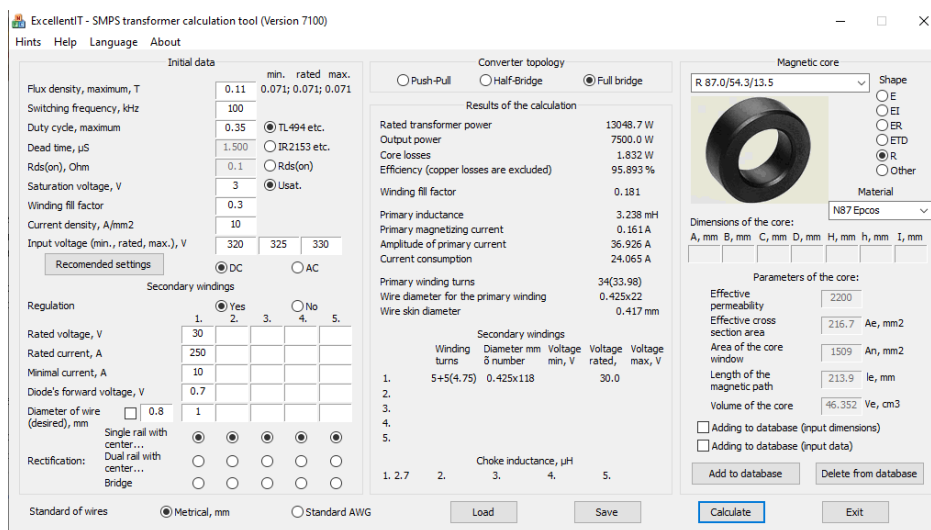 ExcellentIT - SMPS transformer calculation tool (Version 7100)
Hints Help Language About
Initial data
min. rated max.
Flux density, maximum, T 0.11 0.071; 0.071; 0.071
Switching frequency, kHz 100
Duty cycle, maximum 0.35 TL494 etc.
Dead time, µS 1.500 IR2153 etc.
Rds(on), Ohm 0.1 Rds(on)
Saturation voltage, V 3 Usat.
Winding fill factor 0.3
Current density, A/mm2 10
Input voltage (min., rated, max.), V 320 325 330
Recomended settings DC AC
Secondary windings
Regulation Yes No
1. 2. 3. 4. 5.
Rated voltage, V 30
Rated current, A 250
Minimal current, A 10
Diode's forward voltage, V 0.7
Diameter of wire (desired), mm 0.8 1
Single rail with center...
Rectification: Dual rail with center...
Bridge
Standard of wires Metrical, mm Standard AWG
Converter topology
Push-Pull Half-Bridge Full bridge
Results of the calculation
Rated transformer power 13048.7 W
Output power 7500.0 W
Core losses 1.832 W
Efficiency (copper losses are excluded) 95.893 %
Winding fill factor 0.181
Primary inductance 3.238 mH
Primary magnetizing current 0.161 A
Amplitude of primary current 36.926 A
Current consumption 24.065 A
Primary winding turns 34(33.98)
Wire diameter for the primary winding 0.425x22
Wire skin diameter 0.417 mm
Secondary windings
Winding turns Diameter mm δ number Voltage min, V Voltage rated, Voltage max, V
1. 5+5(4.75) 0.425x118 30.0
2.
3.
4.
5.
Choke inductance, µH
1. 2.7 2. 3. 4. 5.
Load Save
Magnetic core
R 87.0/54.3/13.5
Shape
E
EI
ER
ETD
R
Other
Material
N87 Epcos
Dimensions of the core:
A, mm B, mm C, mm D, mm H, mm h, mm I, mm
Parameters of the core:
Effective permeability 2200
Effective cross section area 216.7 Ae, mm2
Area of the core window 1509 An, mm2
Length of the magnetic path 213.9 le, mm
Volume of the core 46.352 Ve, cm3
Adding to database (input dimensions)
Adding to database (input data)
Add to database Delete from database
Calculate Exit